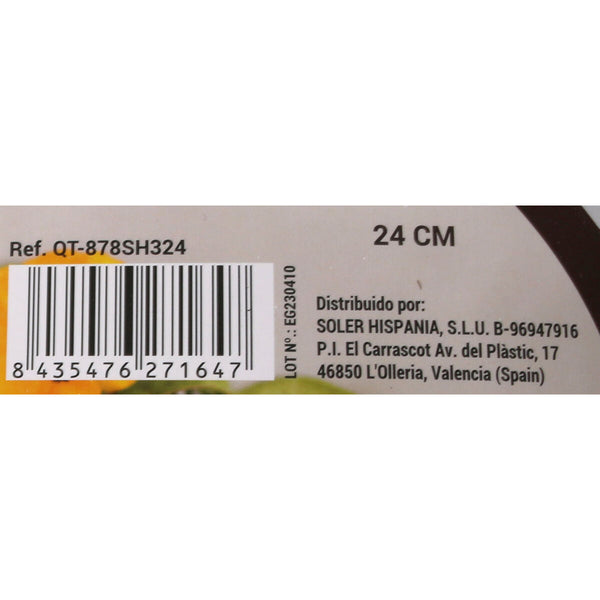 Ref. QT-878SH324
8 435476 271647
LOT Nº.: EG230410
24 CM
Distribuido por:
SOLER HISPANIA, S.L.U. B-96947916
P.I. El Carrascot Av. del Plàstic, 17
46850 L'Olleria, Valencia (Spain)